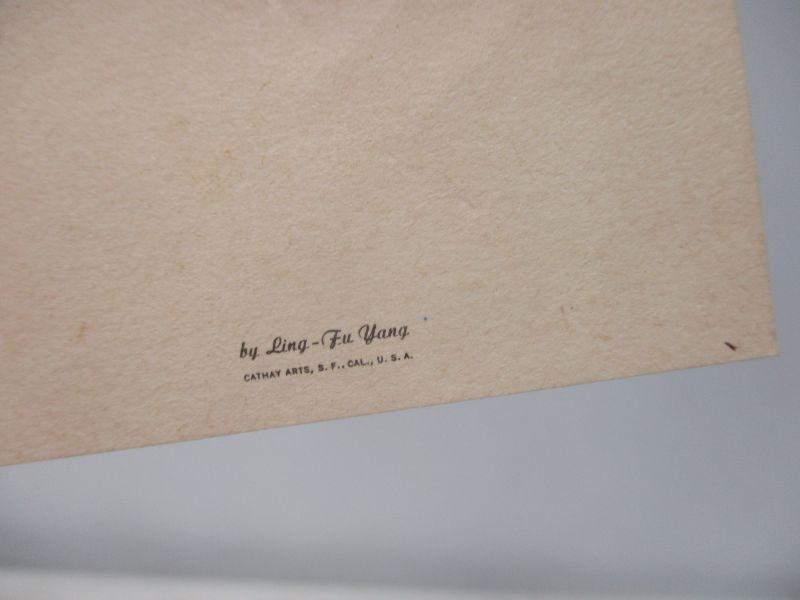 by Ling-Fu Yang
CATHAY ARTS, S. F., CAL., U. S. A.